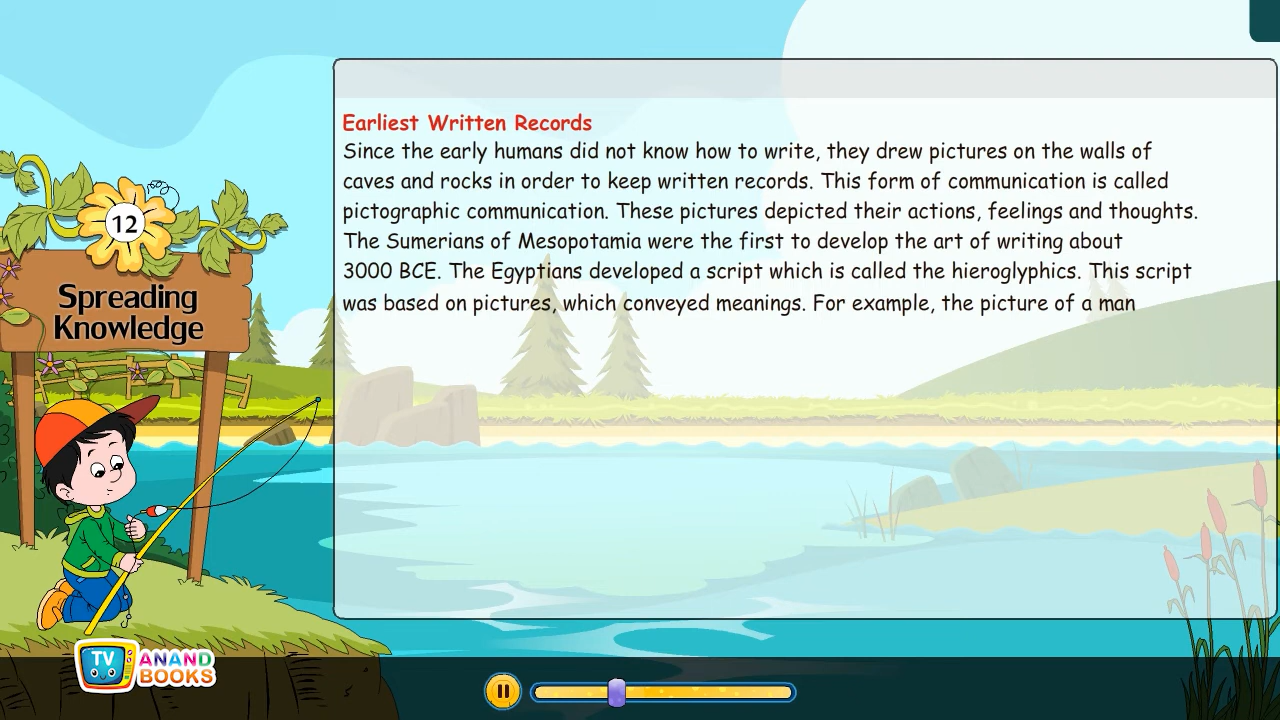 12
Spreading
Knowledge
Earliest Written Records
Since the early humans did not know how to write, they drew pictures on the walls of
caves and rocks in order to keep written records. This form of communication is called
pictographic communication. These pictures depicted their actions, feelings and thoughts.
The Sumerians of Mesopotamia were the first to develop the art of writing about
3000 BCE. The Egyptians developed a script which is called the hieroglyphics. This script
was based on pictures, which conveyed meanings. For example, the picture of a man
TV
ANAND
BOOKS